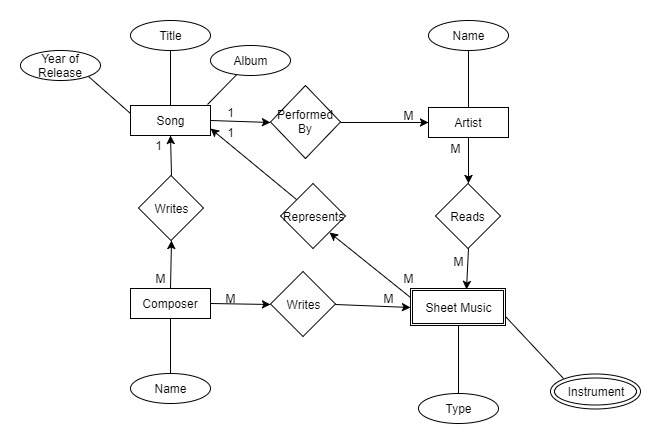 Title
Name
Year of
Release
Album
Song
1
Performed
By
M
Artist
1
1
M
Writes
Represents
Reads
M
M
M
Composer
M
Writes
M
Sheet Music
Name
Type
Instrument